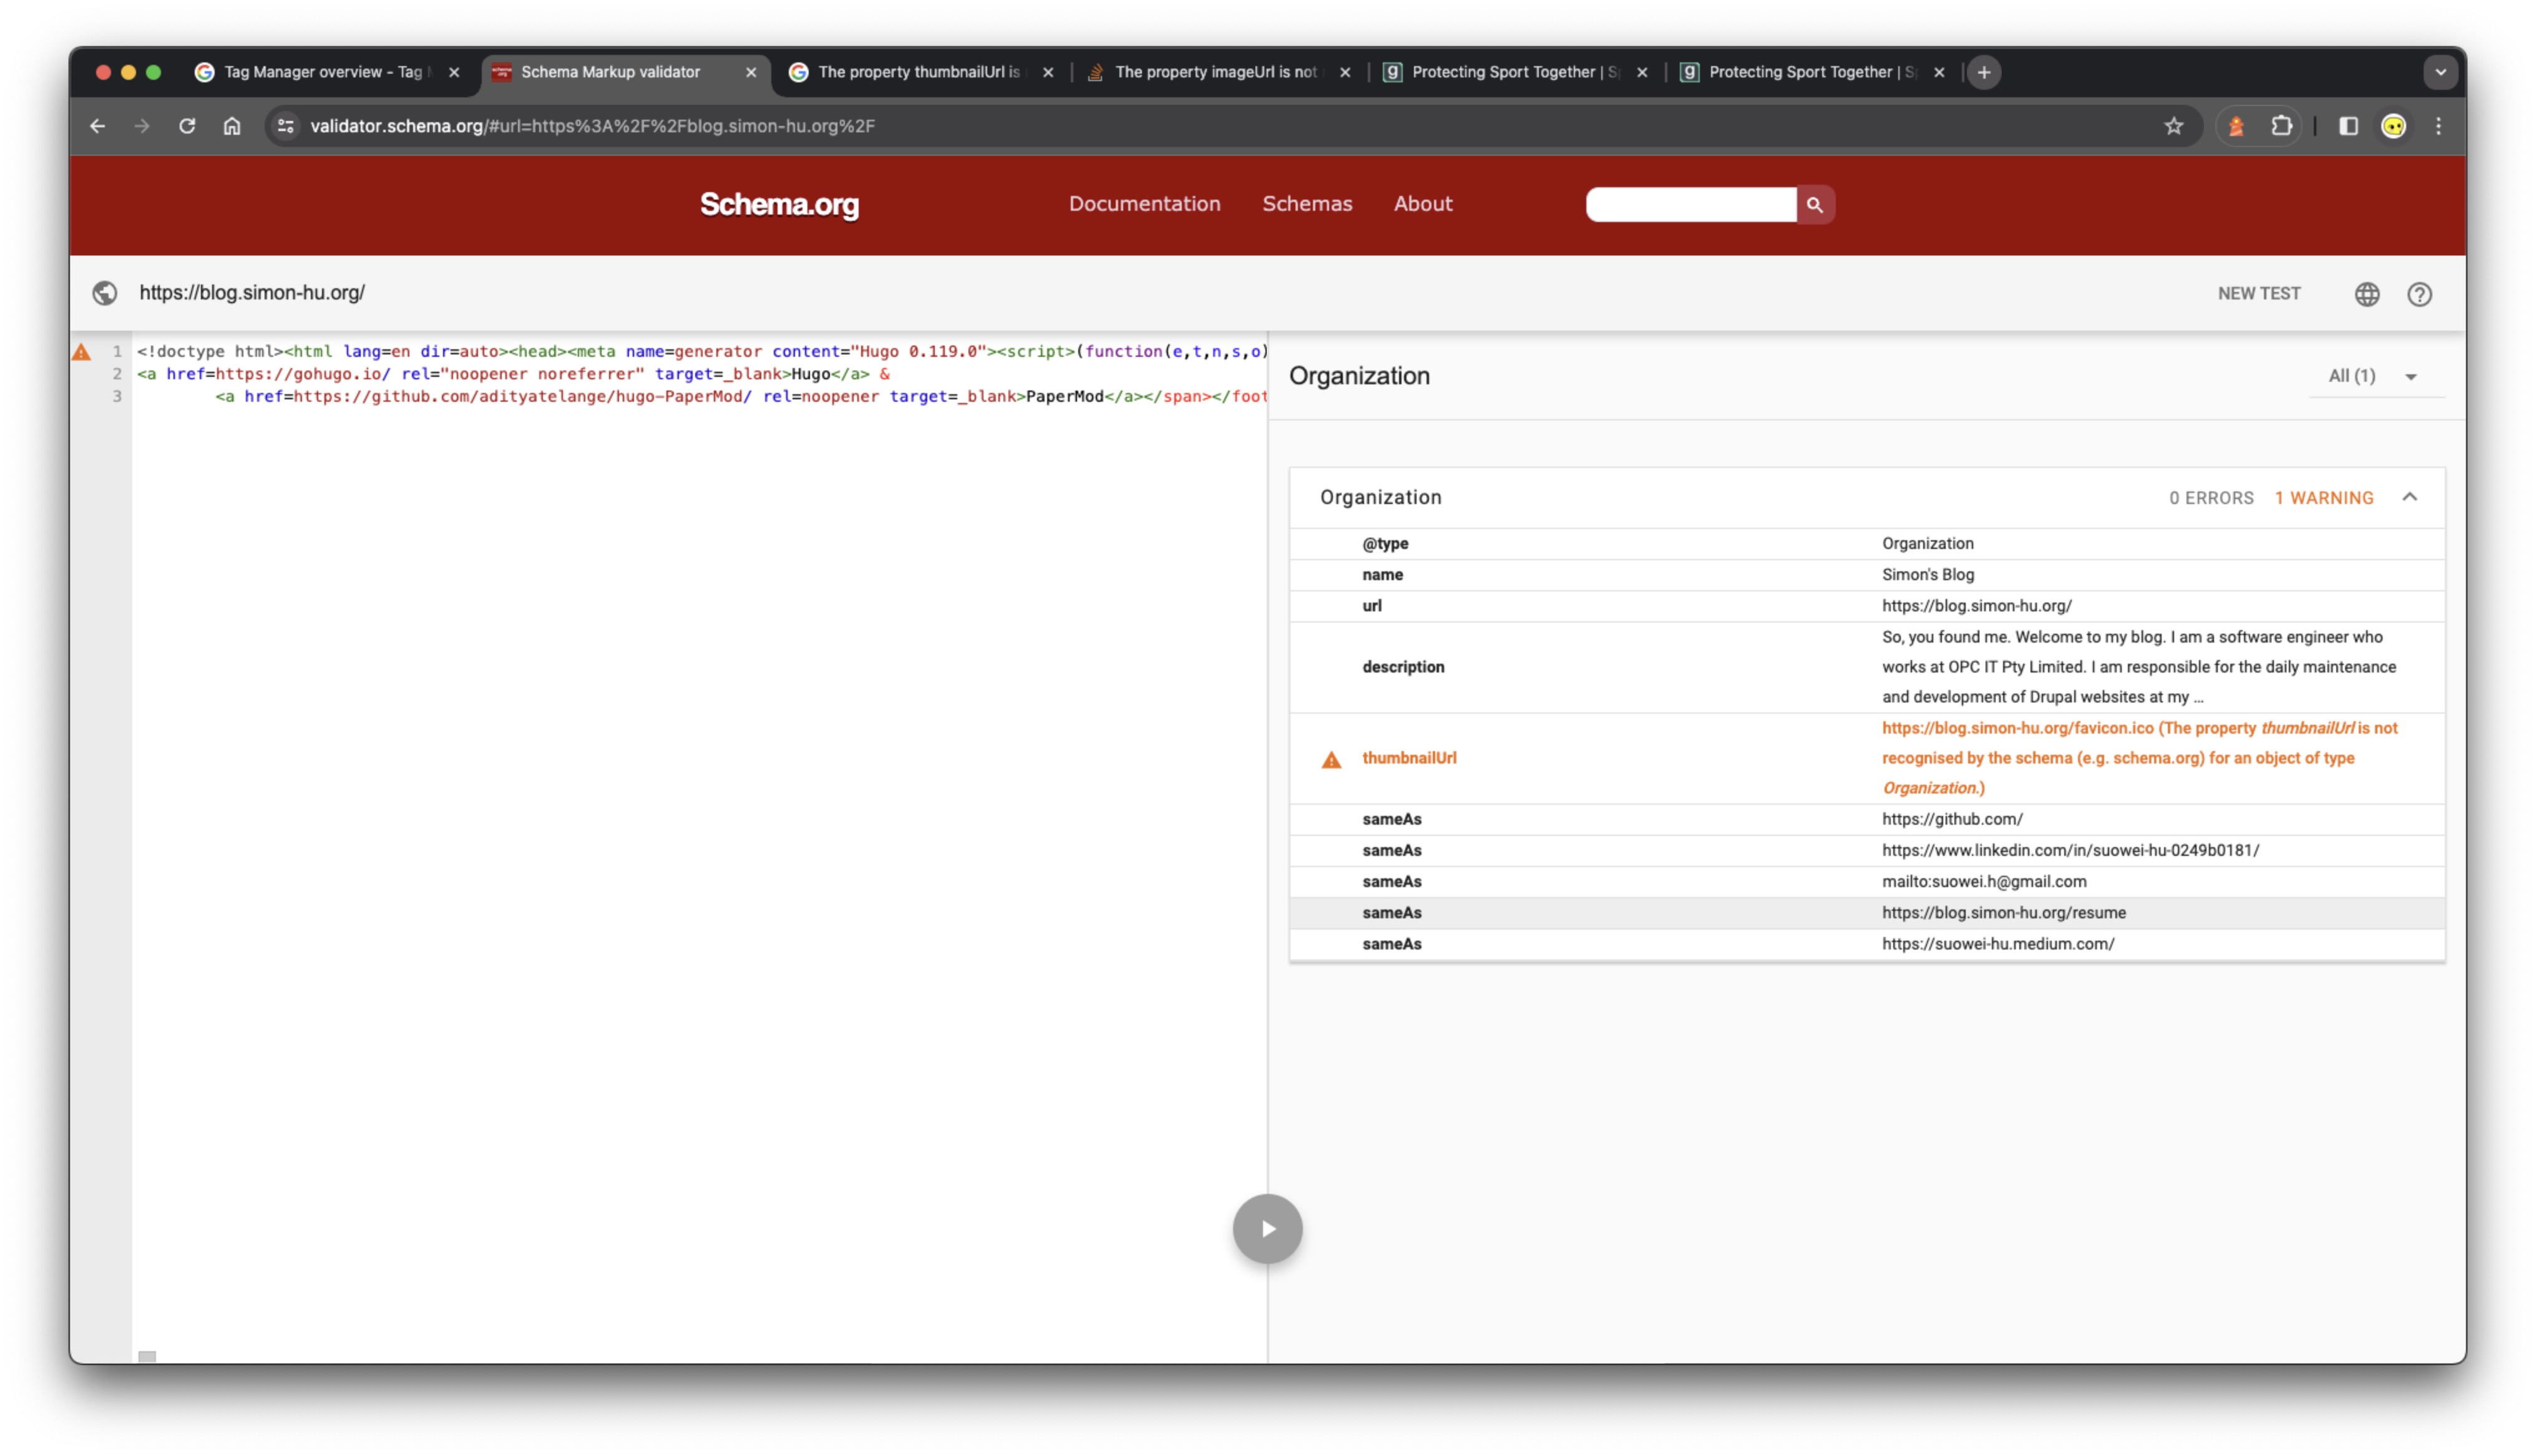 Tag Manager overview - Tag
Schema Markup validator
The property thumbnailUrl is
The property imageUrl is not
Protecting Sport Together | S
Protecting Sport Together | S
validator.schema.org/#url=https%3A%2F%2Fblog.simon-hu.org%2F
Schema.org
Documentation
Schemas
About
https://blog.simon-hu.org/
NEW TEST
1 <!doctype html><html lang=en dir=auto><head><meta name=generator content="Hugo 0.119.0"><script>(function(e,t,n,s,o)
2 <a href=https://gohugo.io/ rel="noopener noreferrer" target=_blank>Hugo</a> &
3 <a href=https://github.com/adityatelange/hugo-PaperMod/ rel=noopener target=_blank>PaperMod</a></span></foot
Organization
All (1)
Organization
0 ERRORS 1 WARNING
@type Organization
name Simon's Blog
url https://blog.simon-hu.org/
description
So, you found me. Welcome to my blog. I am a software engineer who
works at OPC IT Pty Limited. I am responsible for the daily maintenance
and development of Drupal websites at my ...
thumbnailUrl
https://blog.simon-hu.org/favicon.ico (The property thumbnailUrl is not
recognised by the schema (e.g. schema.org) for an object of type
Organization.)
sameAs https://github.com/
sameAs https://www.linkedin.com/in/suowei-hu-0249b0181/
sameAs mailto:suowei.h@gmail.com
sameAs https://blog.simon-hu.org/resume
sameAs https://suowei-hu.medium.com/